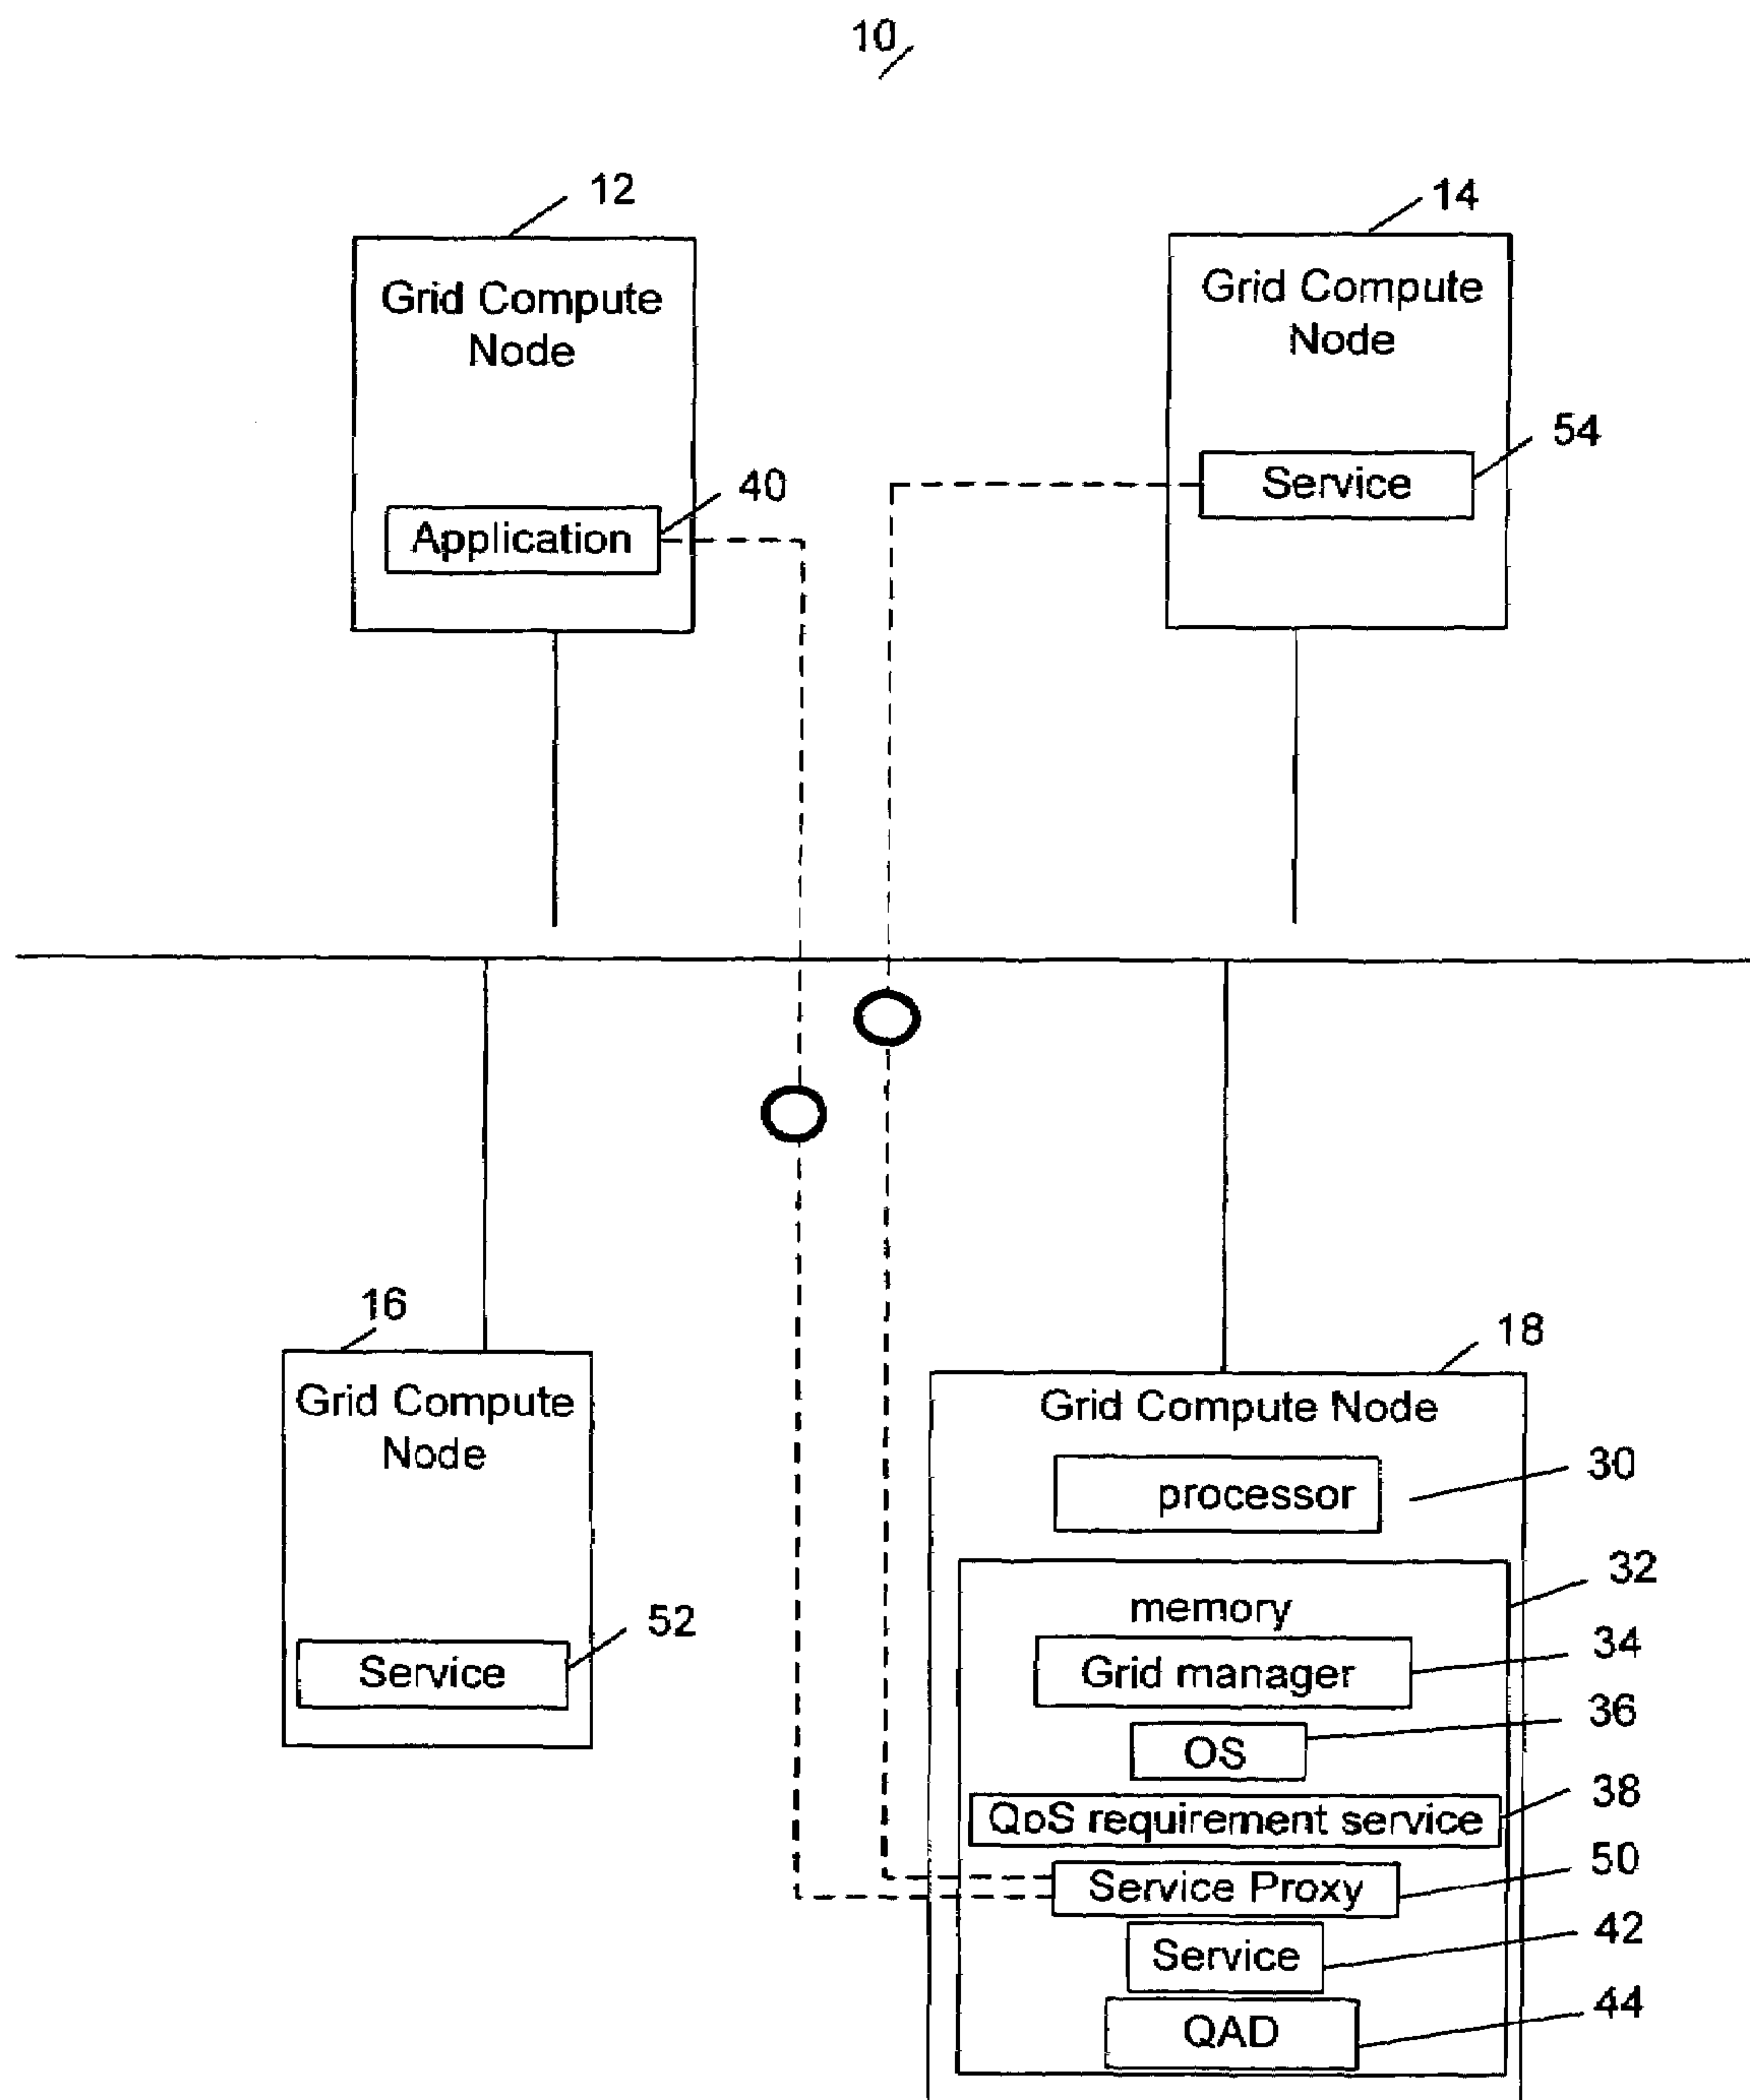 10
12
14
Grid Compute
Node
Grid Compute
Node
54
Service
40
Application
16
18
Grid Compute
Node
Grid Compute Node
30
processor
32
memory
52
Service
34
Grid manager
36
OS
38
QoS requirement service
50
Service Proxy
42
Service
44
QAD